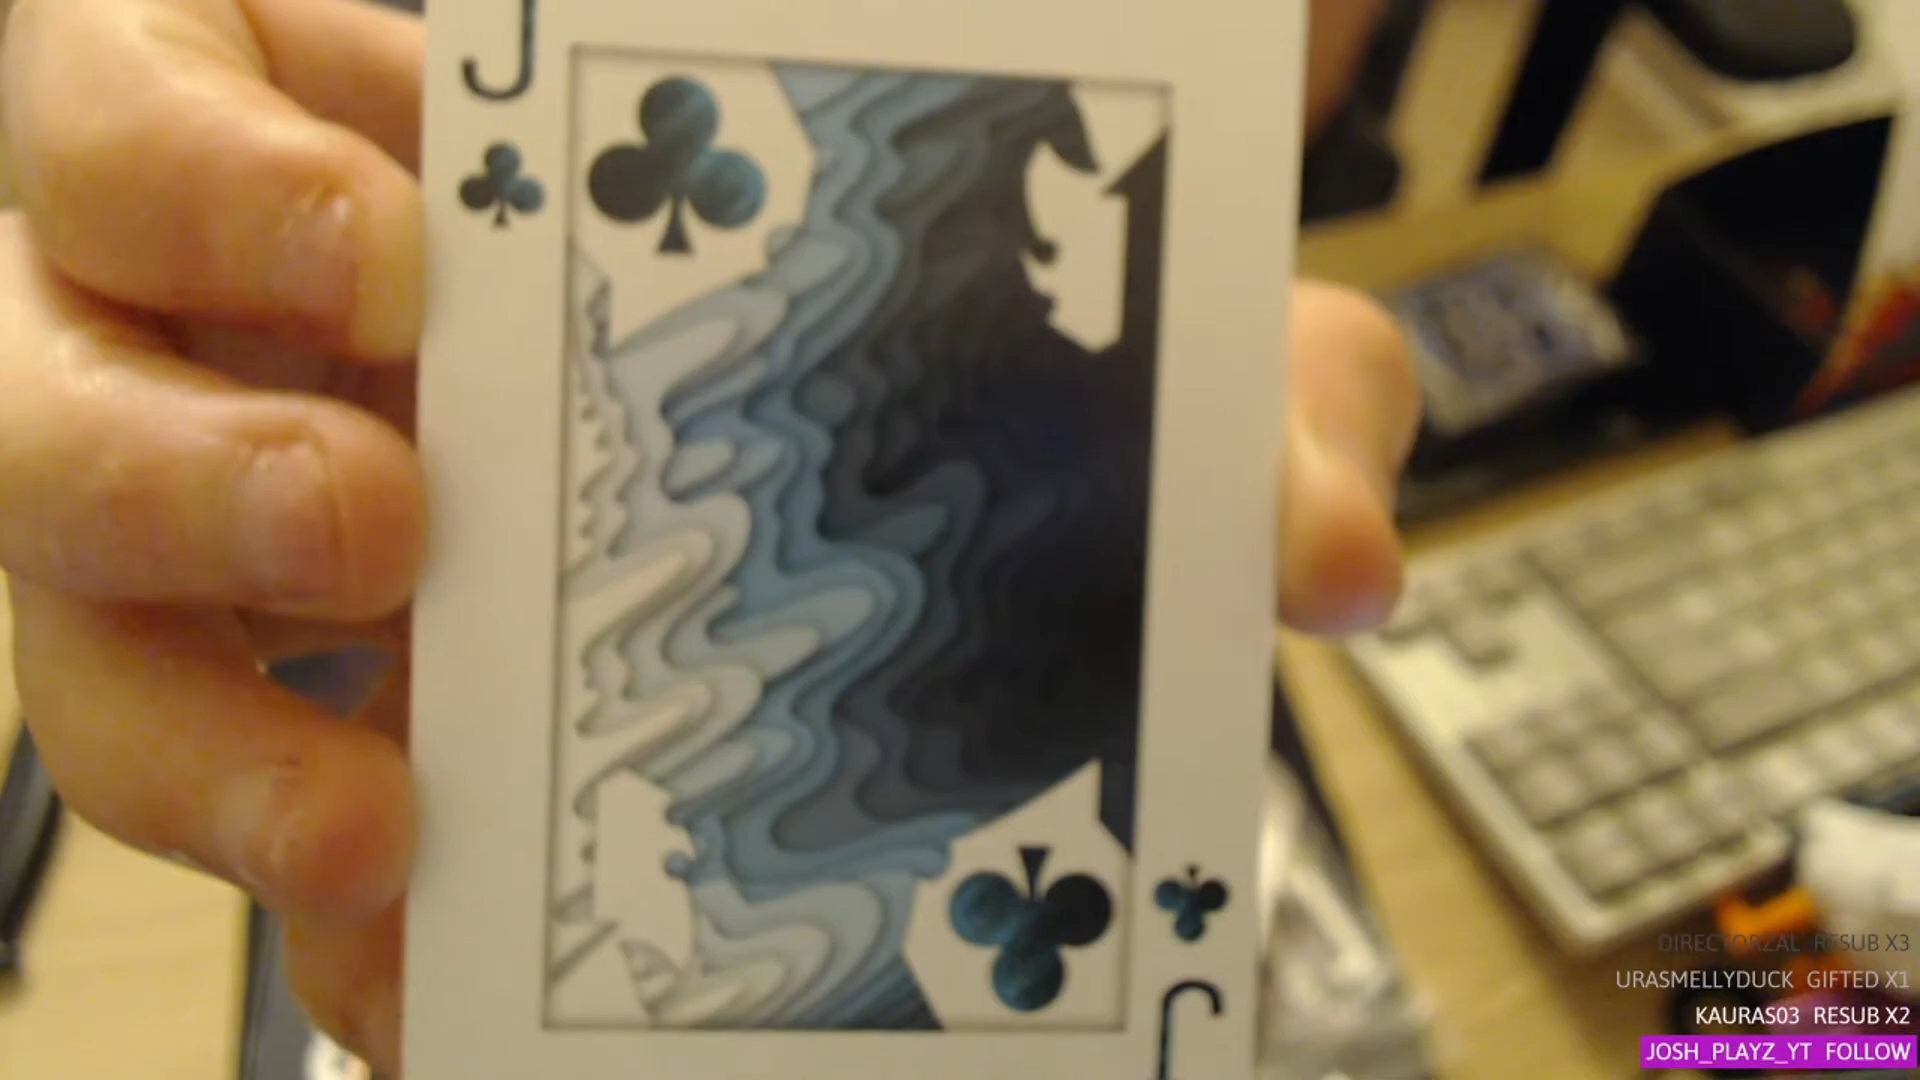 J
DIRECTORZAL RESUB X3
URASMELLYDUCK GIFTED X1
KAURAS03 RESUB X2
JOSH_PLAYZ_YT FOLLOW
J